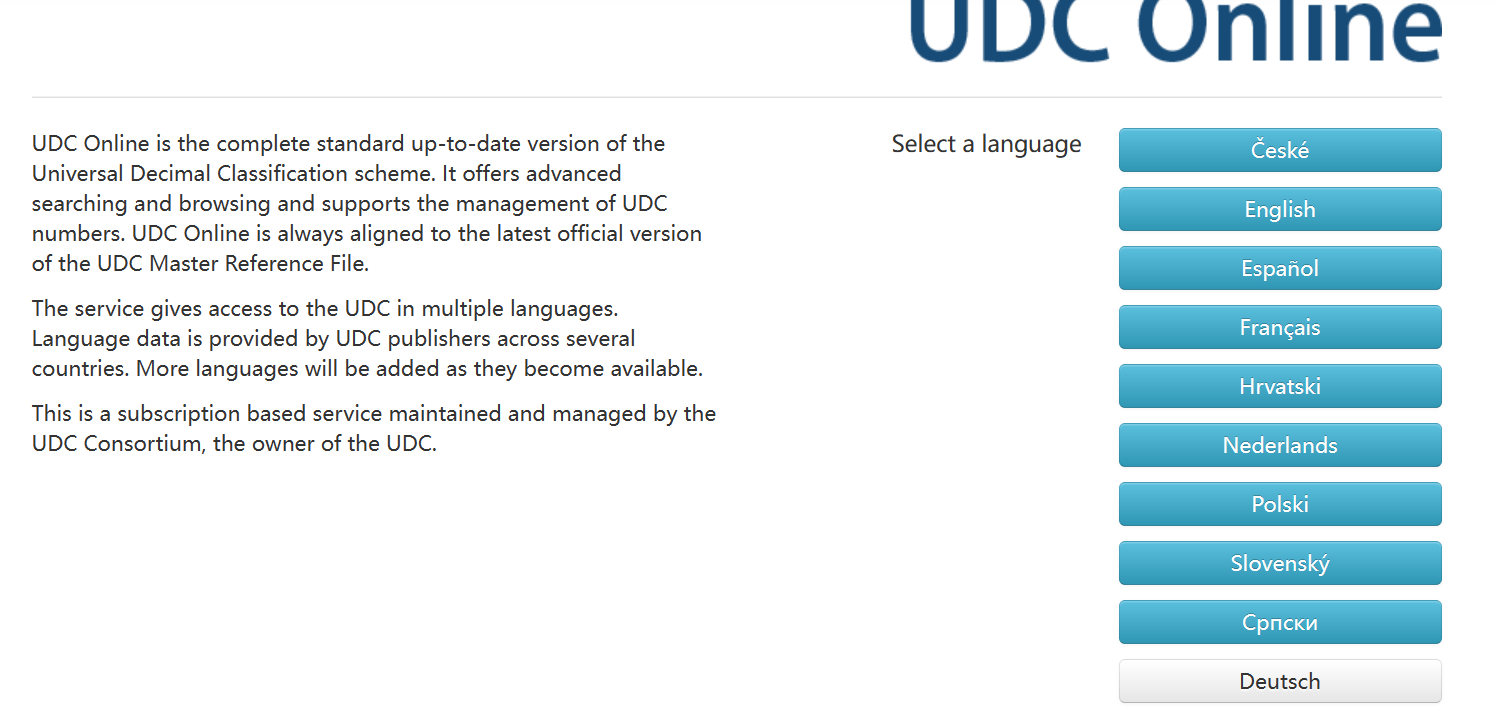 UDC Online
UDC Online is the complete standard up-to-date version of the
Universal Decimal Classification scheme. It offers advanced
searching and browsing and supports the management of UDC
numbers. UDC Online is always aligned to the latest official version
of the UDC Master Reference File.
The service gives access to the UDC in multiple languages.
Language data is provided by UDC publishers across several
countries. More languages will be added as they become available.
This is a subscription based service maintained and managed by the
UDC Consortium, the owner of the UDC.
Select a language
České
English
Español
Français
Hrvatski
Nederlands
Polski
Slovenský
Српски
Deutsch